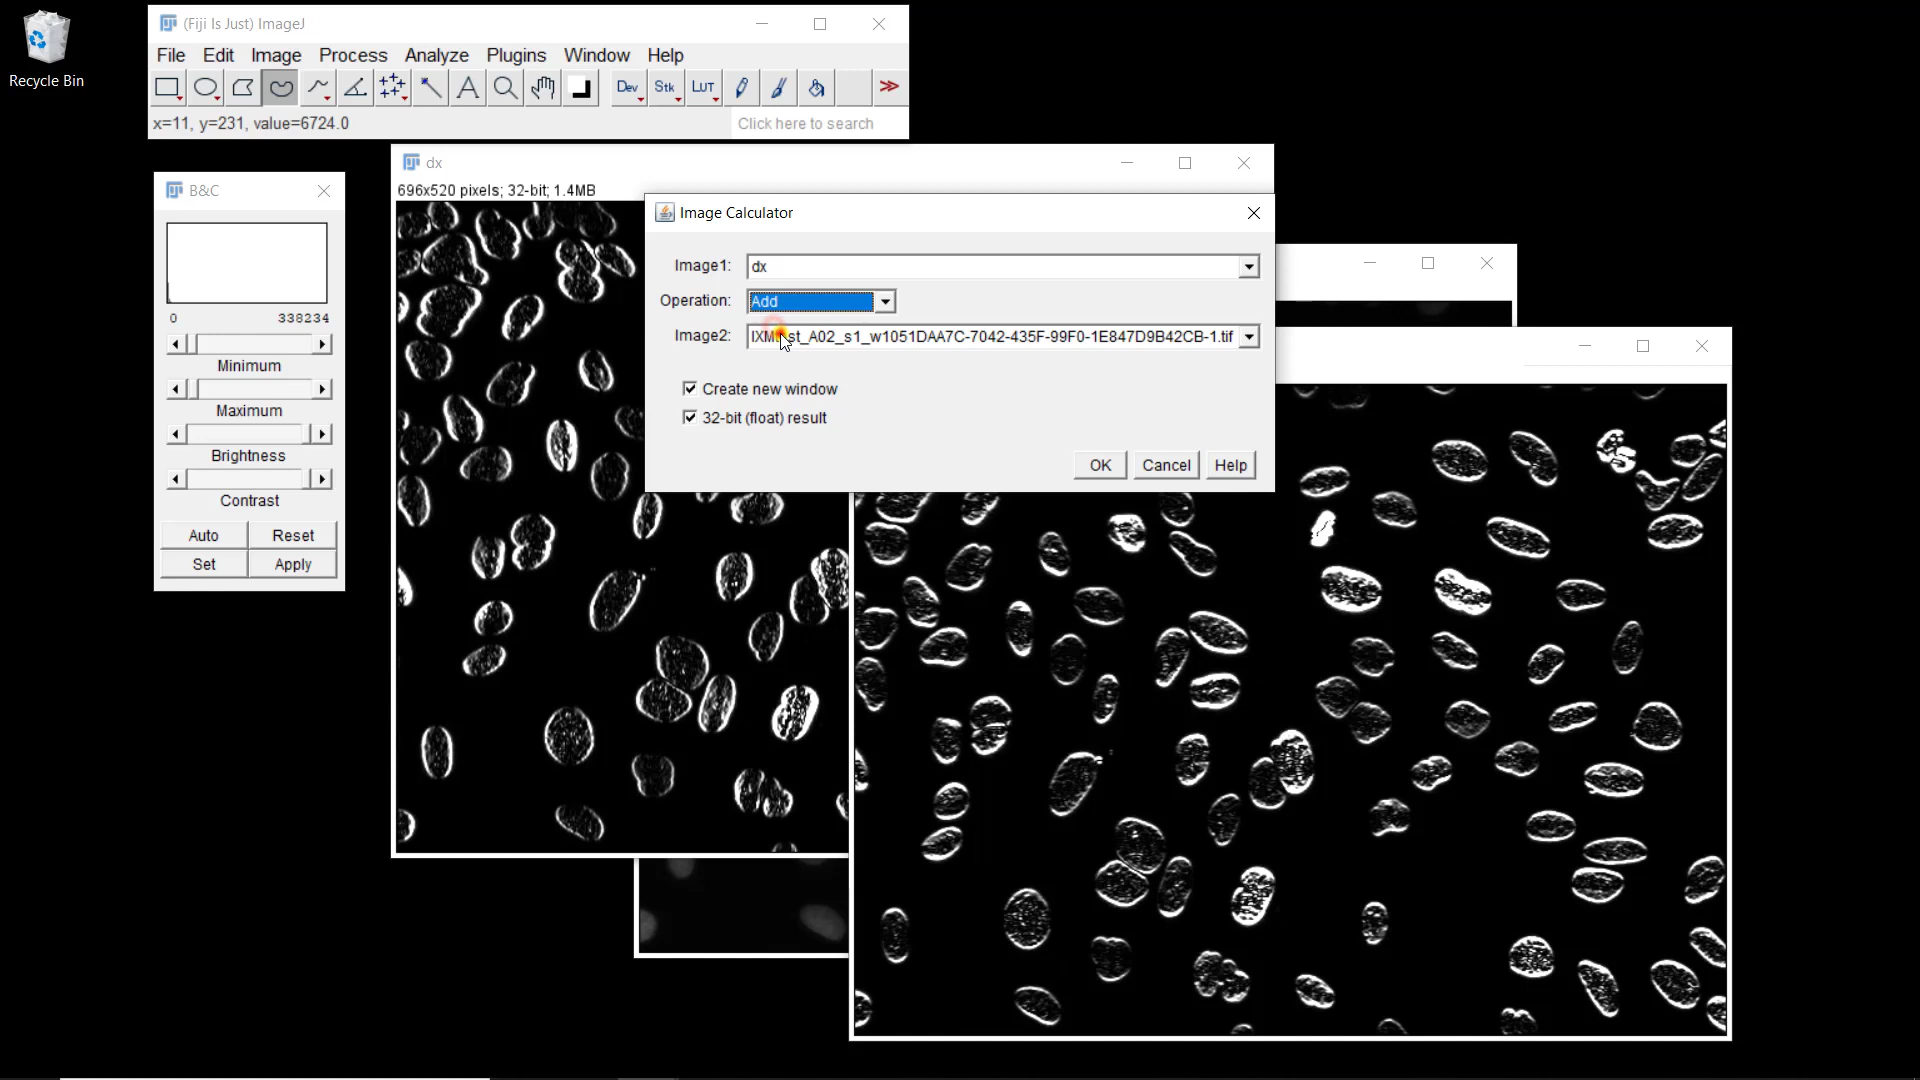 Recycle Bin
(Fiji Is Just) ImageJ
File Edit Image Process Analyze Plugins Window Help
Dev Stk LUT
x=11, y=231, value=6724.0
Click here to search
B&C
0 338234
Minimum
Maximum
Brightness
Contrast
Auto Reset
Set Apply
dx
696x520 pixels; 32-bit; 1.4MB
Image Calculator
Image1: dx
Operation: Add
Image2: st_A02_s1_w1051DAA7C-7042-435F-99F0-1E847D9B42CB-1.tif
Create new window
32-bit (float) result
OK Cancel Help